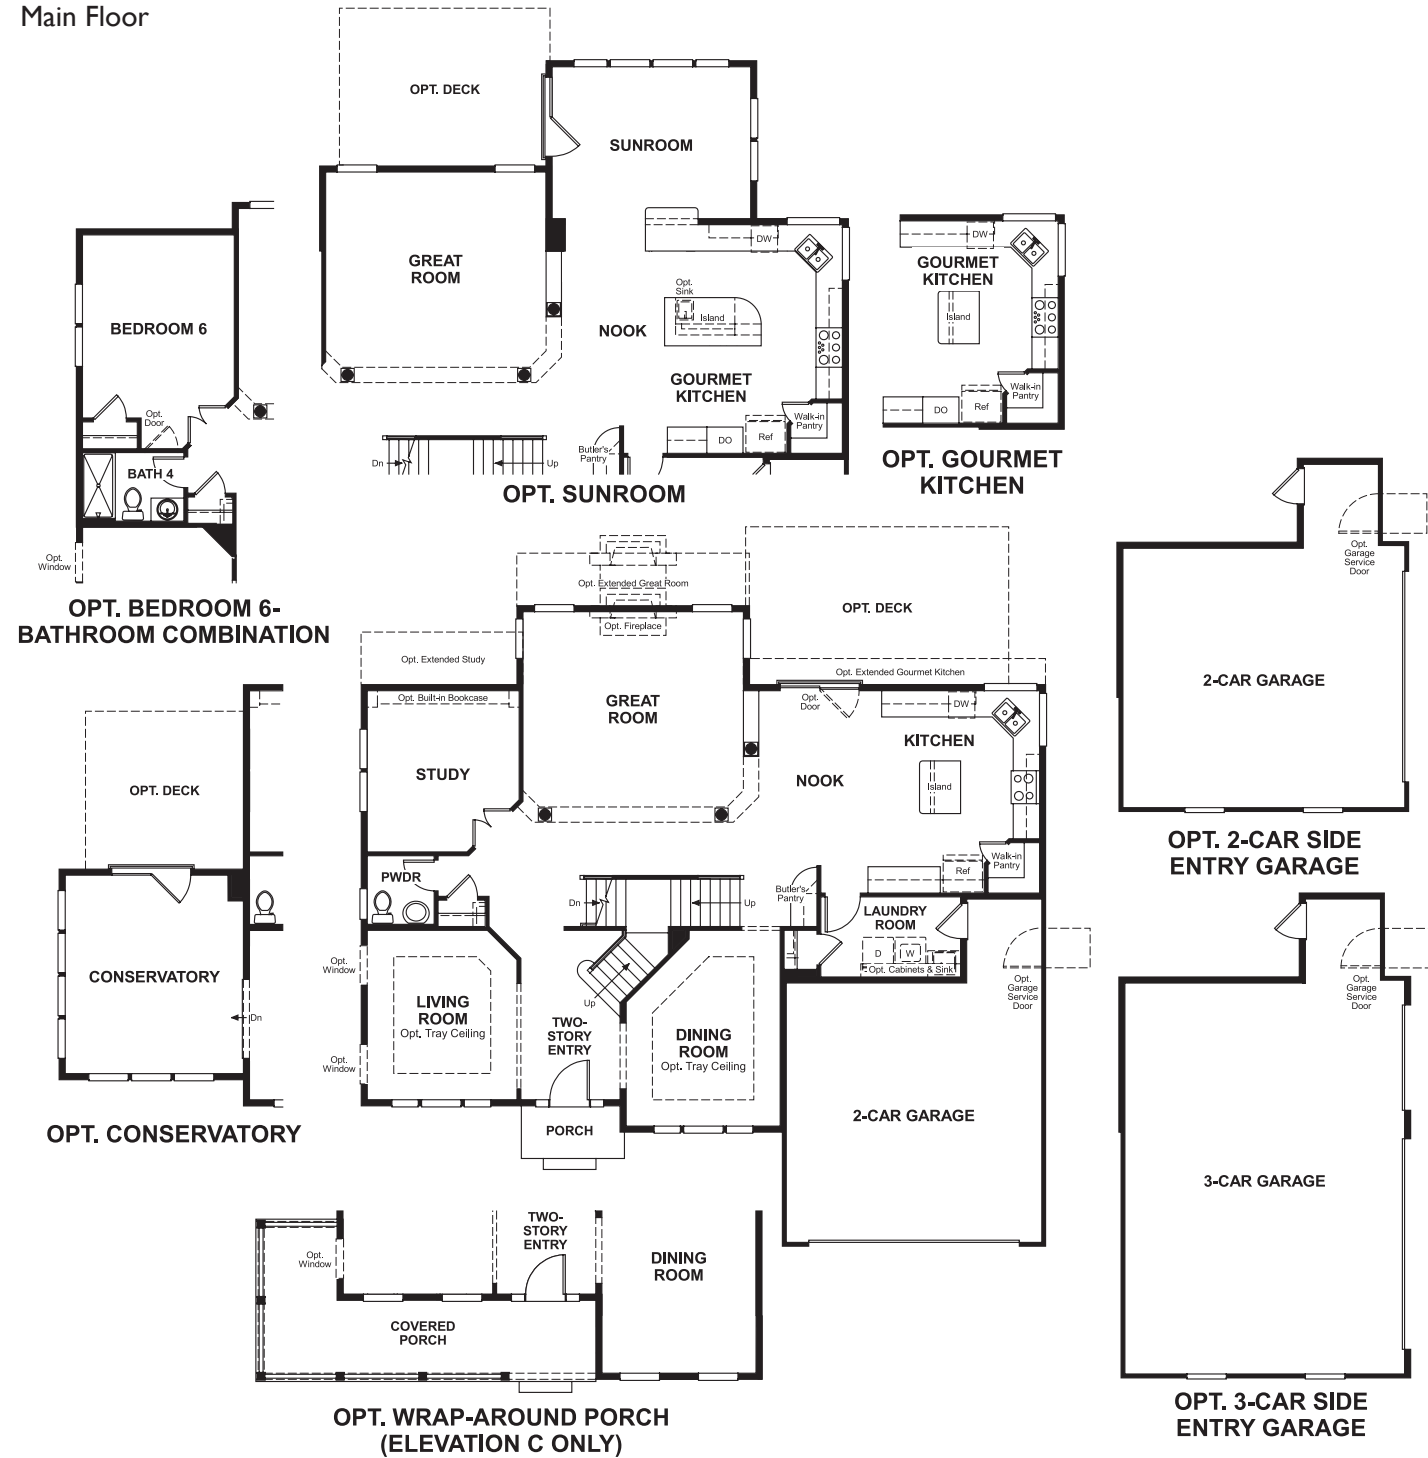 Main Floor
OPT. DECK
SUNROOM
GREAT
ROOM
DW
Opt.
Sink
Island
NOOK
GOURMET
KITCHEN
Walk-in
Pantry
DO
Ref
Butler's
Pantry
Dn
Up
OPT. SUNROOM
DW
GOURMET
KITCHEN
Island
Walk-in
Pantry
DO
Ref
OPT. GOURMET
KITCHEN
BEDROOM 6
Opt.
Door
BATH 4
Opt.
Window
OPT. BEDROOM 6-
BATHROOM COMBINATION
Opt. Extended Great Room
Opt. Fireplace
OPT. DECK
Opt. Extended Study
Opt. Extended Gourmet Kitchen
Opt. Built-in Bookcase
GREAT
ROOM
Opt.
Door
DW
KITCHEN
STUDY
NOOK
Island
PWDR
Walk-in
Pantry
Ref
Butler's
Pantry
Dn
Up
LAUNDRY
ROOM
D
W
Opt. Cabinets & Sink
Opt.
Window
LIVING
ROOM
Opt. Tray Ceiling
Up
TWO-
STORY
ENTRY
DINING
ROOM
Opt. Tray Ceiling
Opt.
Window
Opt.
Garage
Service
Door
2-CAR GARAGE
PORCH
OPT. DECK
CONSERVATORY
Dn
OPT. CONSERVATORY
Opt.
Garage
Service
Door
2-CAR GARAGE
OPT. 2-CAR SIDE
ENTRY GARAGE
Opt.
Garage
Service
Door
3-CAR GARAGE
OPT. 3-CAR SIDE
ENTRY GARAGE
TWO-
STORY
ENTRY
Opt.
Window
DINING
ROOM
COVERED
PORCH
OPT. WRAP-AROUND PORCH
(ELEVATION C ONLY)